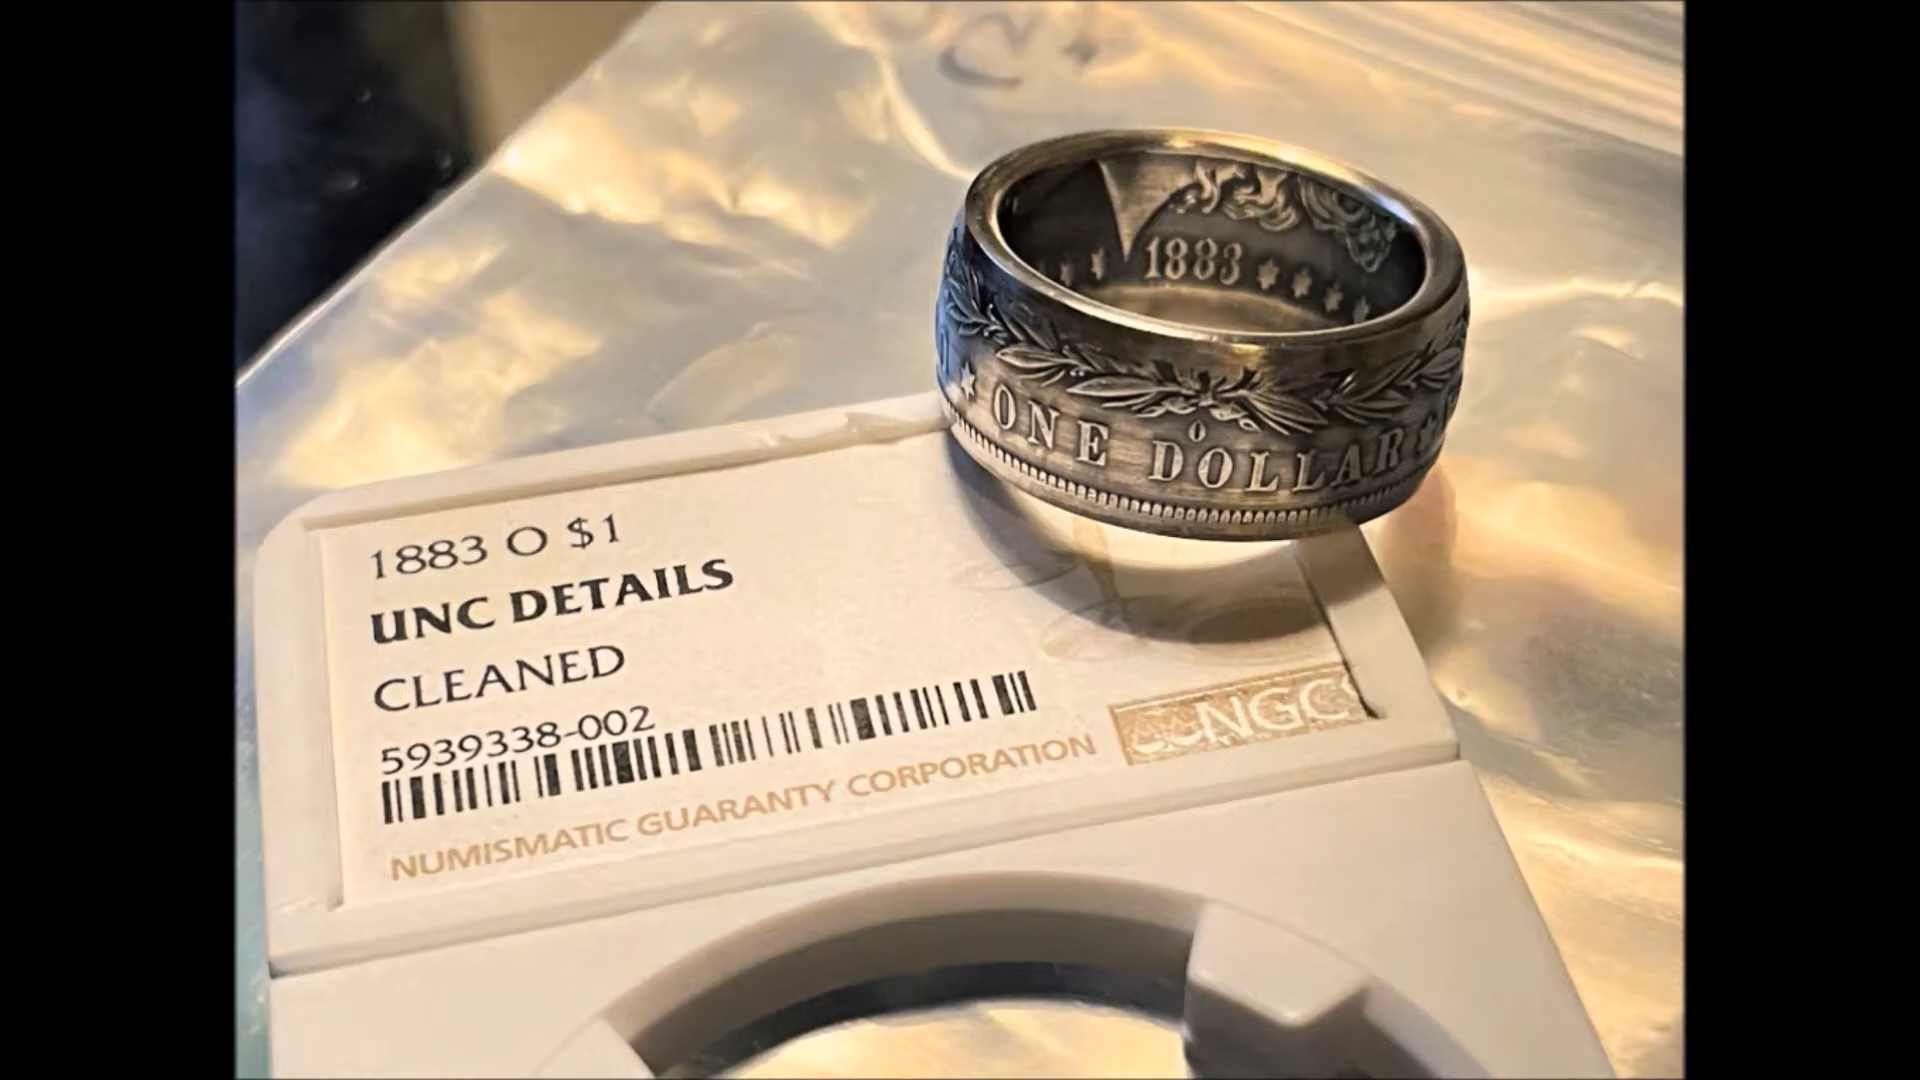 1883
ONE DOLLAR
O
1883 O $1
UNC DETAILS
CLEANED
5939338-002
NUMISMATIC GUARANTY CORPORATION
NGC